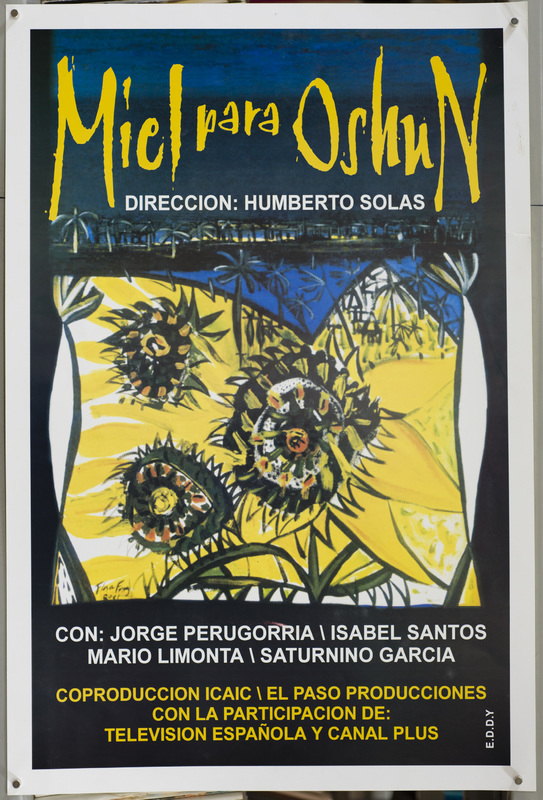 Miel para OshuN
DIRECCION: HUMBERTO SOLAS
CON: JORGE PERUGORRIA \ ISABEL SANTOS
MARIO LIMONTA \ SATURNINO GARCIA
COPRODUCCION ICAIC \ EL PASO PRODUCCIONES
CON LA PARTICIPACION DE:
TELEVISION ESPAÑOLA Y CANAL PLUS
E.D.D.Y